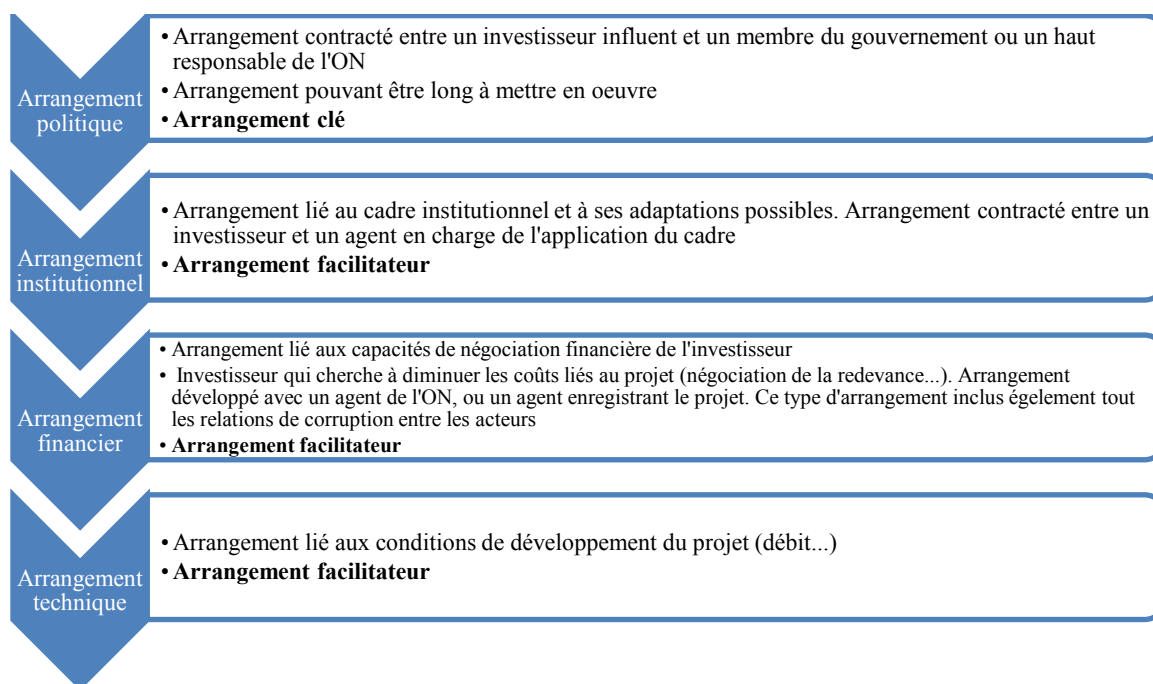 Arrangement
politique
• Arrangement contracté entre un investisseur influent et un membre du gouvernement ou un haut
responsable de l'ON
• Arrangement pouvant être long à mettre en oeuvre
• Arrangement clé
Arrangement
institutionnel
• Arrangement lié au cadre institutionnel et à ses adaptations possibles. Arrangement contracté entre un
investisseur et un agent en charge de l'application du cadre
• Arrangement facilitateur
Arrangement
financier
• Arrangement lié aux capacités de négociation financière de l'investisseur
• Investisseur qui cherche à diminuer les coûts liés au projet (négociation de la redevance...). Arrangement
développé avec un agent de l'ON, ou un agent enregistrant le projet. Ce type d'arrangement inclus égelement tout
les relations de corruption entre les acteurs
• Arrangement facilitateur
Arrangement
technique
• Arrangement lié aux conditions de développement du projet (débit...)
• Arrangement facilitateur